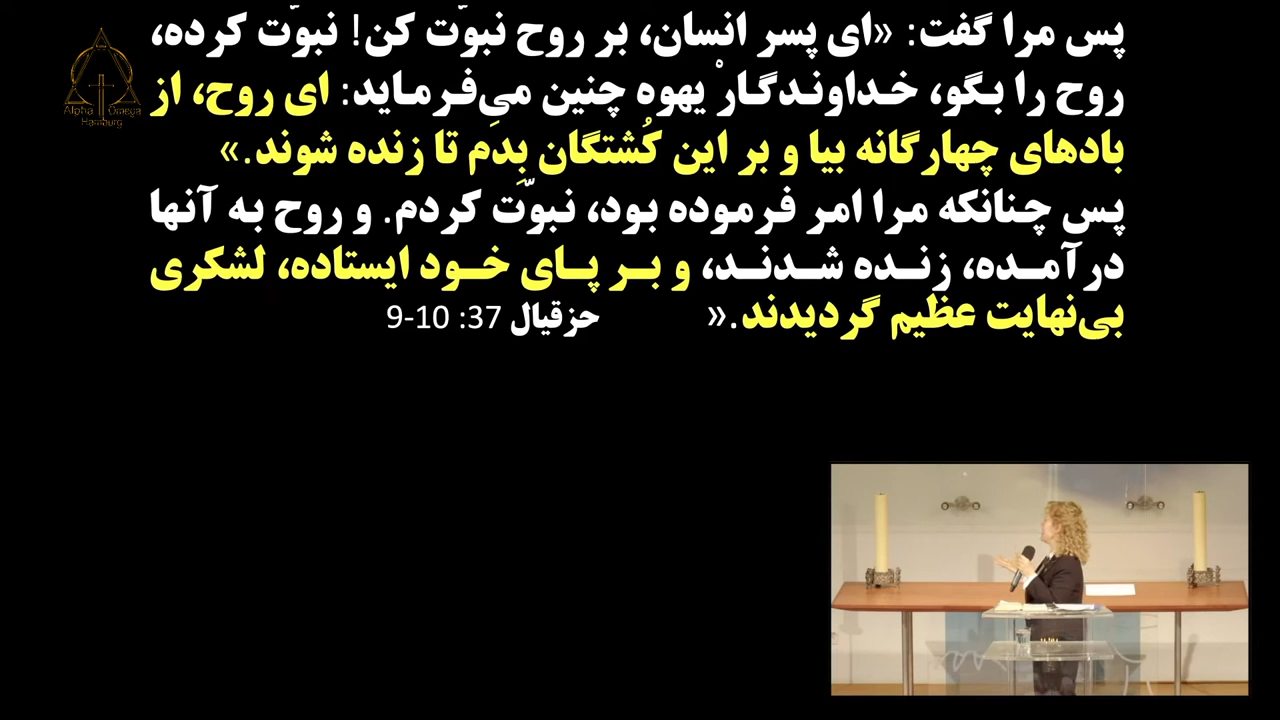 پس مرا گفت: «ای پسر انسان، بر روح نبوّت کن! نبوّت کرده،
روح را بگو، خداوندگارْ یهوه چنین می‌فرماید: ای روح، از
بادهای چهارگانه بیا و بر این کُشتگان بِدَم تا زنده شوند.»
پس چنانکه مرا امر فرموده بود، نبوّت کردم. و روح به آنها
درآمده، زنده شدند، و بر پای خود ایستاده، لشکری
بی‌نهایت عظیم گردیدند.» حزقیال 37: 9-10
Alpha Omega
Hamburg